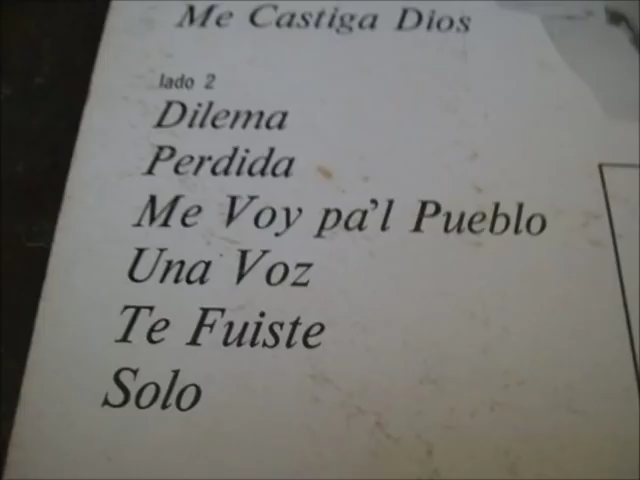 Me Castiga Dios
lado 2
Dilema
Perdida
Me Voy pa'l Pueblo
Una Voz
Te Fuiste
Solo